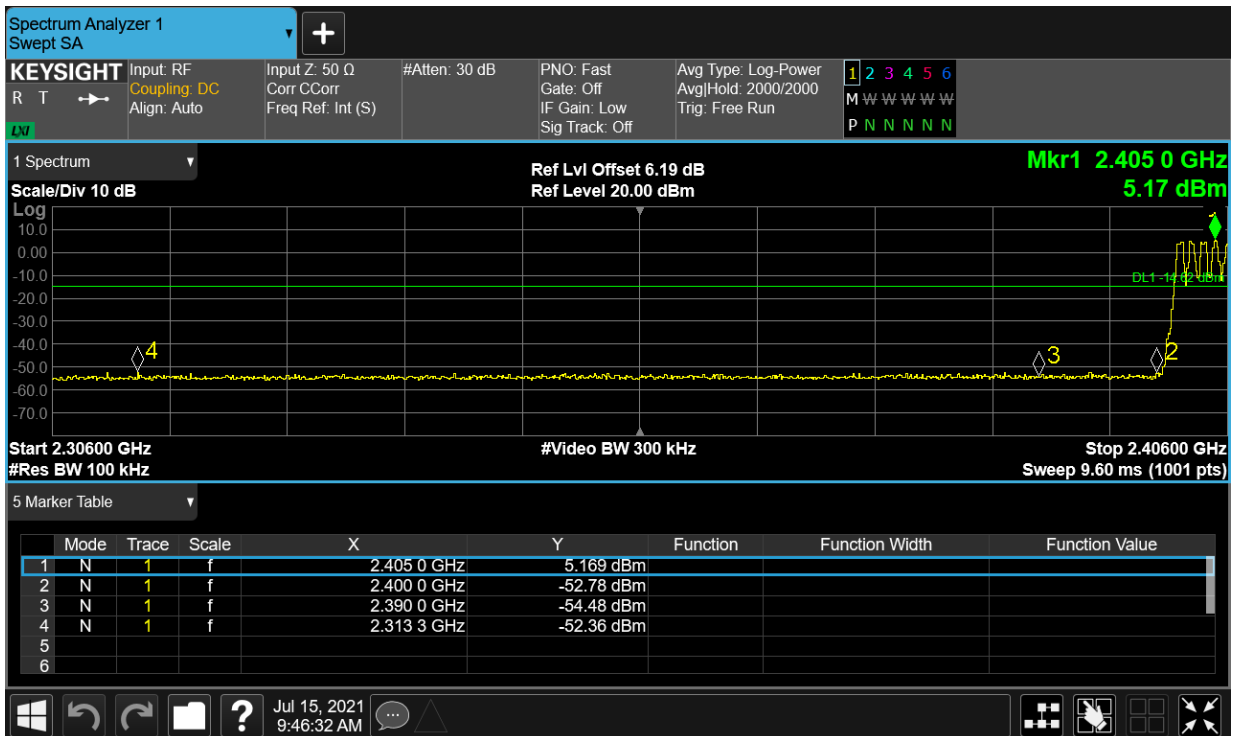 Spectrum Analyzer 1
Swept SA
+
KEYSIGHT Input: RF Input Z: 50 Ω #Atten: 30 dB PNO: Fast Avg Type: Log-Power 1 2 3 4 5 6
R T Coupling: DC Corr CCorr Gate: Off Avg|Hold: 2000/2000 M W W W W W
Align: Auto Freq Ref: Int (S) IF Gain: Low Trig: Free Run
LXI Sig Track: Off P N N N N N
1 Spectrum Ref Lvl Offset 6.19 dB Mkr1 2.405 0 GHz
Scale/Div 10 dB Ref Level 20.00 dBm 5.17 dBm
Log
10.0
0.00
-10.0
DL1 -14.62 dBm
-20.0
-30.0
-40.0
4 3 2
-50.0
-60.0
-70.0
Start 2.30600 GHz #Video BW 300 kHz Stop 2.40600 GHz
#Res BW 100 kHz Sweep 9.60 ms (1001 pts)
5 Marker Table
Mode Trace Scale X Y Function Function Width Function Value
1 N 1 f 2.405 0 GHz 5.169 dBm
2 N 1 f 2.400 0 GHz -52.78 dBm
3 N 1 f 2.390 0 GHz -54.48 dBm
4 N 1 f 2.313 3 GHz -52.36 dBm
5
6
? Jul 15, 2021
9:46:32 AM